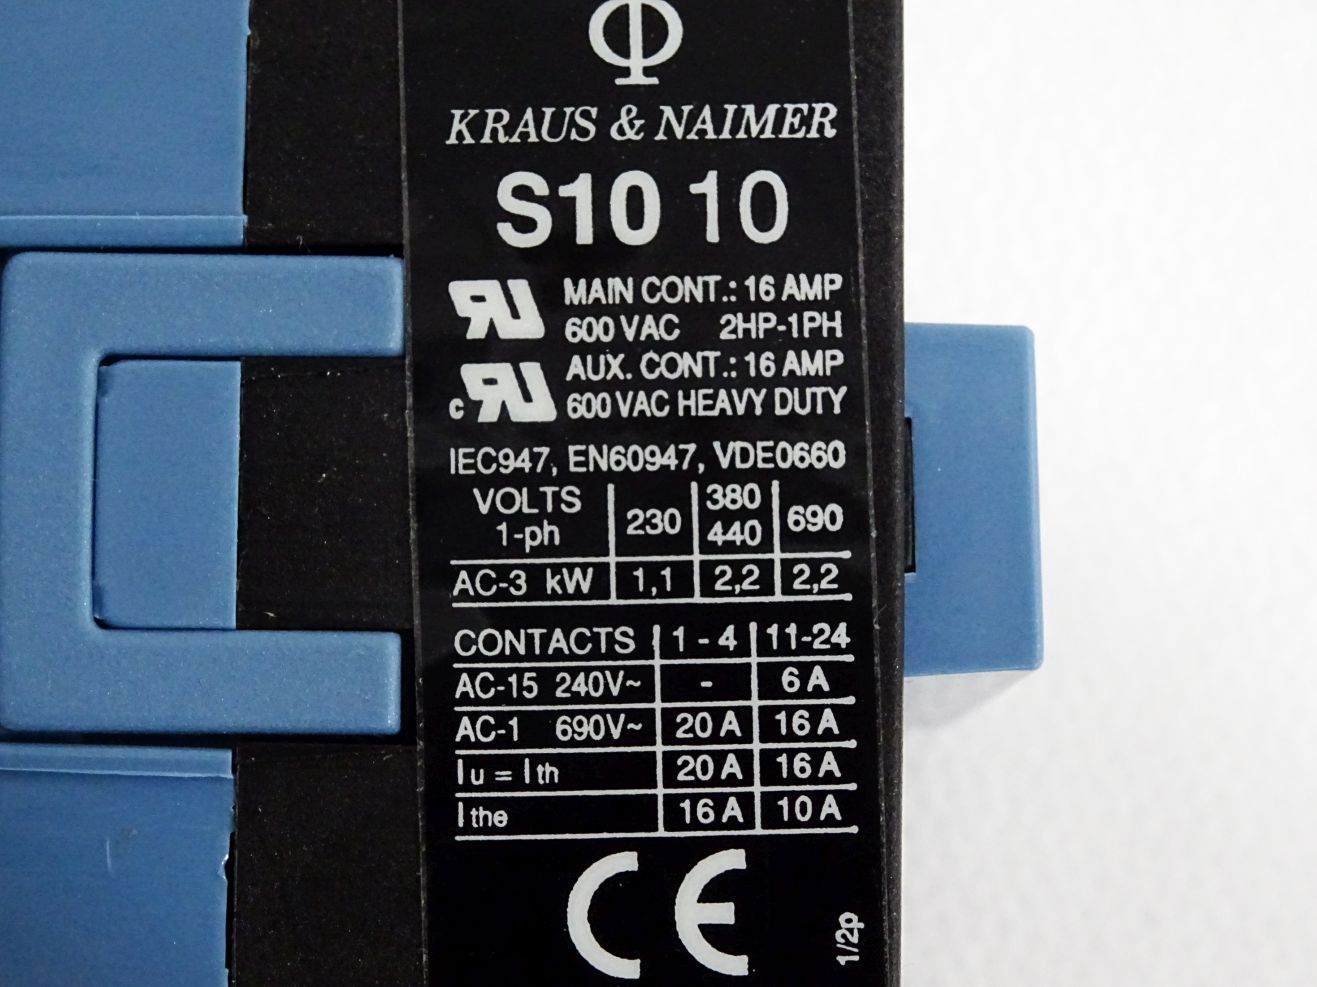 KRAUS & NAIMER
S10 10
MAIN CONT.: 16 AMP
600 VAC 2HP-1PH
AUX. CONT.: 16 AMP
c 600 VAC HEAVY DUTY
IEC947, EN60947, VDE0660
VOLTS 1-ph 230 380 440 690
AC-3 kW 1,1 2,2 2,2
CONTACTS 1 - 4 11-24
AC-15 240V~ - 6 A
AC-1 690V~ 20 A 16 A
Iu = Ith 20 A 16 A
Ithe 16 A 10 A
CE
1/2p